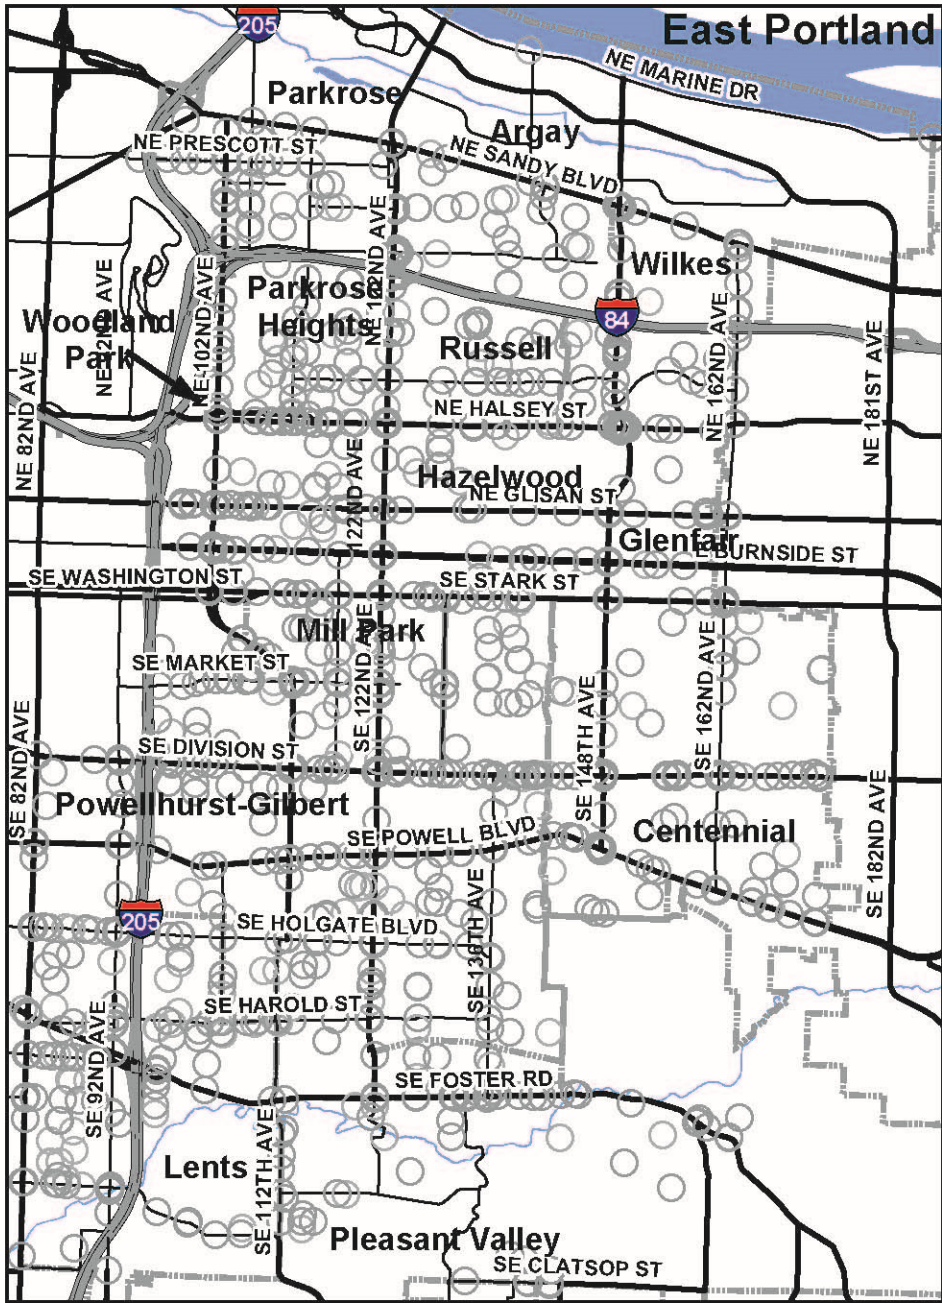 205
East Portland
NE MARINE DR
Parkrose
Argay
NE PRESCOTT ST
NE SANDY BLVD
NE 122ND AVE
Wilkes
NE 102ND AVE
Parkrose
Heights
84
Woodland
Park
Russell
NE 162ND AVE
NE 181ST AVE
NE 82ND AVE
NE HALSEY ST
Hazelwood
122ND AVE
NE GLISAN ST
Glenfair
E BURNSIDE ST
SE WASHINGTON ST
SE STARK ST
Mill Park
SE MARKET ST
SE 122ND AVE
SE 148TH AVE
SE 162ND AVE
SE 82ND AVE
SE DIVISION ST
Powellhurst-Gilbert
SE POWELL BLVD
Centennial
SE 182ND AVE
205
SE HOLGATE BLVD
SE 136TH AVE
SE HAROLD ST
SE 92ND AVE
SE FOSTER RD
Lents
SE 112TH AVE
Pleasant Valley
SE CLATSOP ST